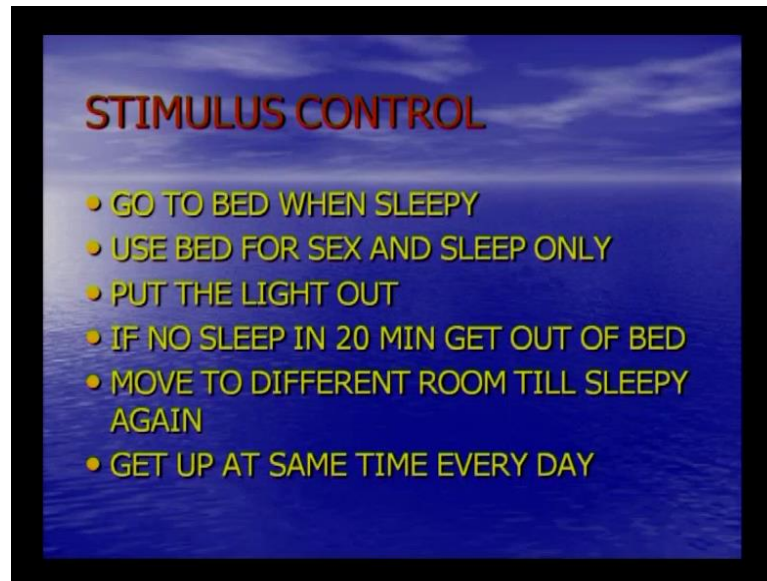 STIMULUS CONTROL
• GO TO BED WHEN SLEEPY
• USE BED FOR SEX AND SLEEP ONLY
• PUT THE LIGHT OUT
• IF NO SLEEP IN 20 MIN GET OUT OF BED
• MOVE TO DIFFERENT ROOM TILL SLEEPY
AGAIN
• GET UP AT SAME TIME EVERY DAY